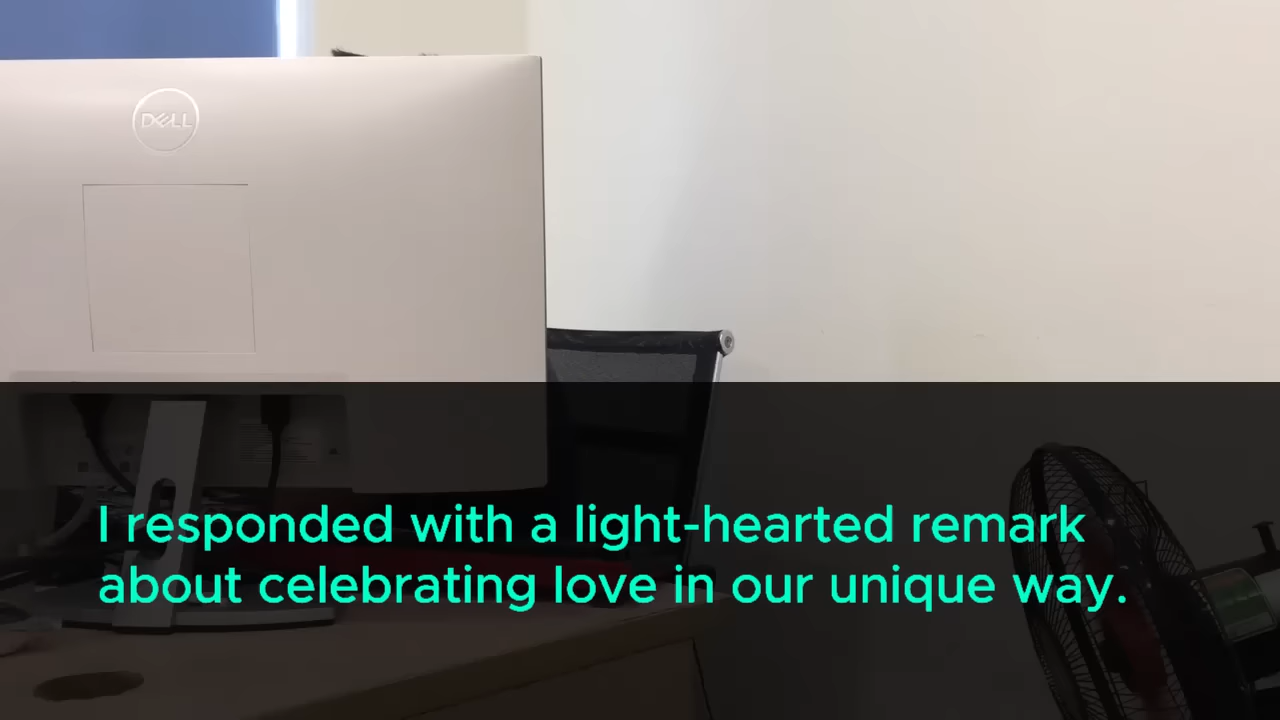 DELL
I responded with a light-hearted remark
about celebrating love in our unique way.